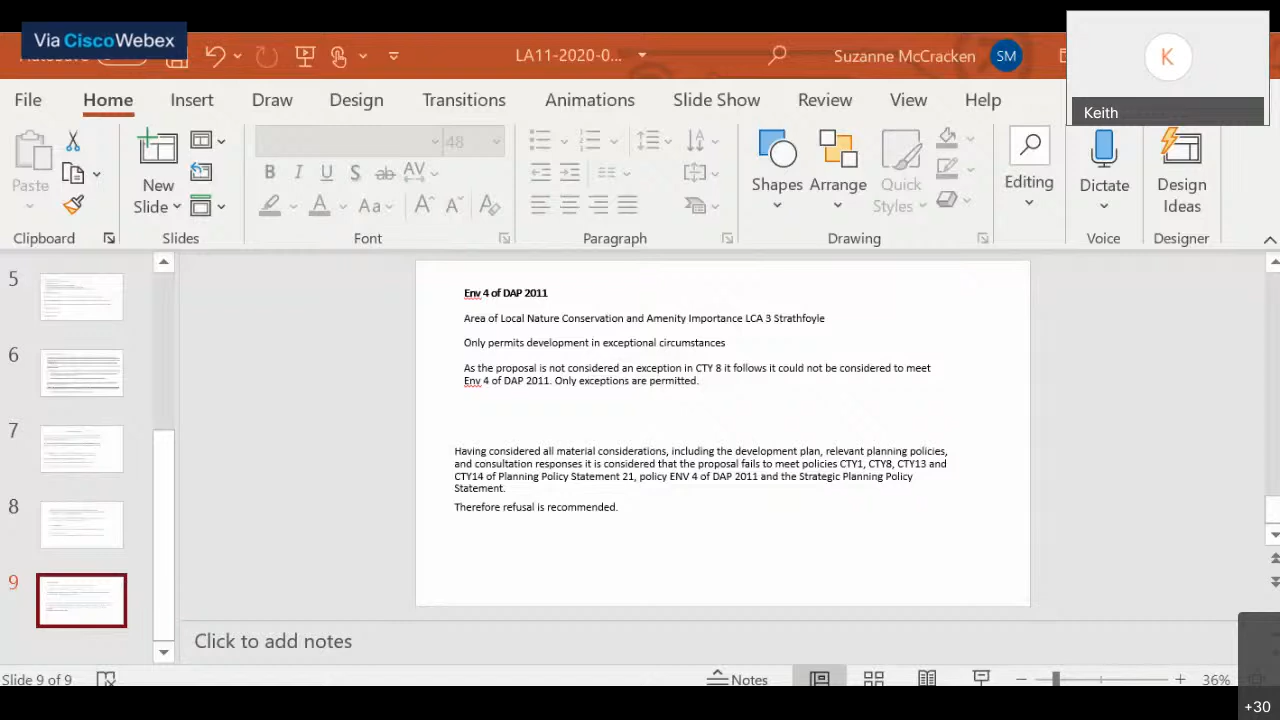 Via CiscoWebex
LA11-2020-0...
Suzanne McCracken
SM
K
Keith
File
Home
Insert
Draw
Design
Transitions
Animations
Slide Show
Review
View
Help
48
Paste
New
Slide
Shapes
Arrange
Quick
Styles
Editing
Dictate
Design
Ideas
Clipboard
Slides
Font
Paragraph
Drawing
Voice
Designer
5
6
7
8
9
Env 4 of DAP 2011
Area of Local Nature Conservation and Amenity Importance LCA 3 Strathfoyle
Only permits development in exceptional circumstances
As the proposal is not considered an exception in CTY 8 it follows it could not be considered to meet
Env 4 of DAP 2011. Only exceptions are permitted.
Having considered all material considerations, including the development plan, relevant planning policies,
and consultation responses it is considered that the proposal fails to meet policies CTY1, CTY8, CTY13 and
CTY14 of Planning Policy Statement 21, policy ENV 4 of DAP 2011 and the Strategic Planning Policy
Statement.
Therefore refusal is recommended.
Click to add notes
Slide 9 of 9
Notes
36%
+30